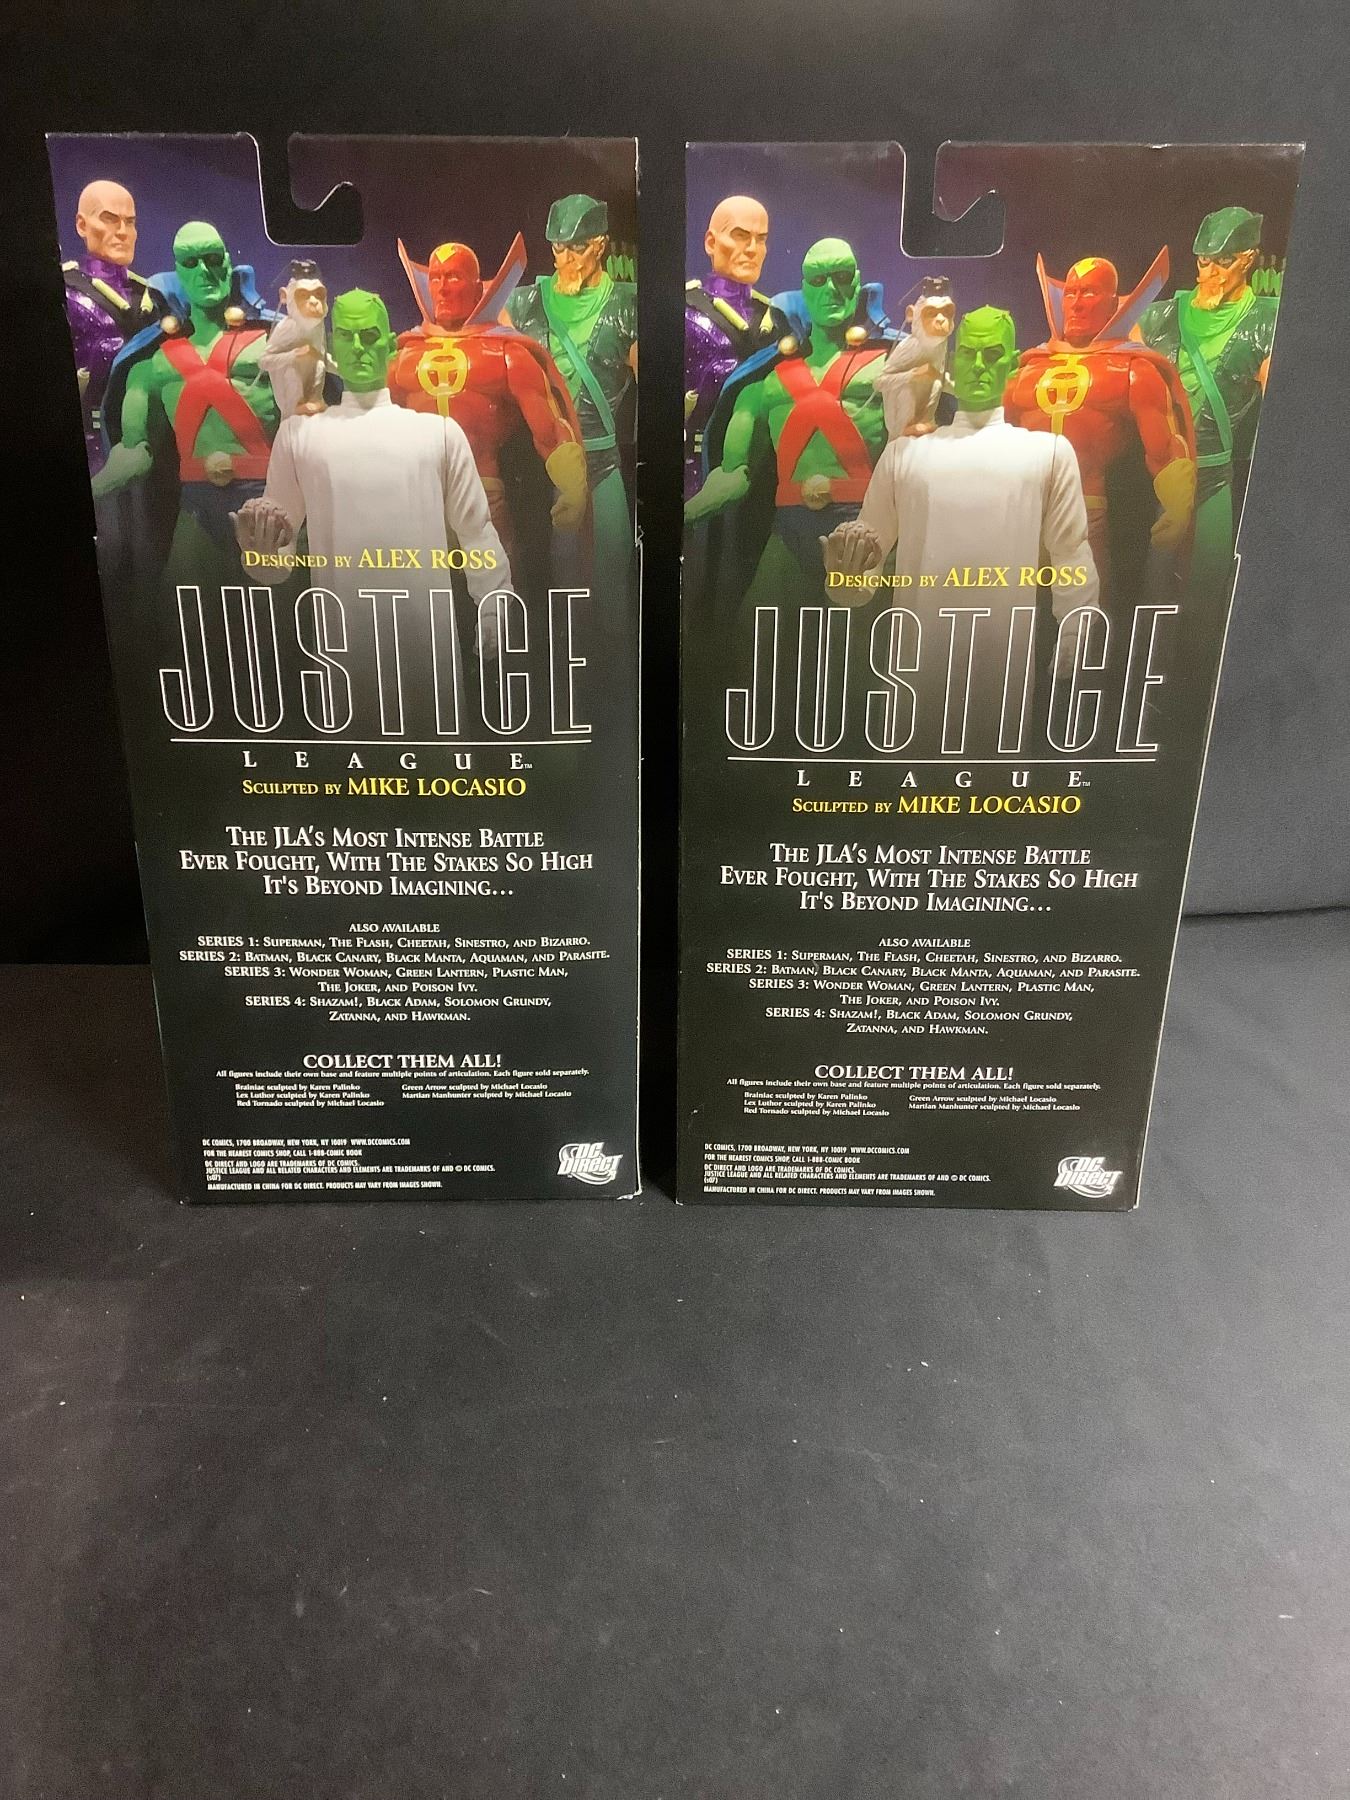 DESIGNED BY ALEX ROSS
JUSTICE
LEAGUE™
SCULPTED BY MIKE LOCASIO
THE JLA'S MOST INTENSE BATTLE
EVER FOUGHT, WITH THE STAKES SO HIGH
IT'S BEYOND IMAGINING...
ALSO AVAILABLE
SERIES 1: SUPERMAN, THE FLASH, CHEETAH, SINESTRO, AND BIZARRO.
SERIES 2: BATMAN, BLACK CANARY, BLACK MANTA, AQUAMAN, AND PARASITE.
SERIES 3: WONDER WOMAN, GREEN LANTERN, PLASTIC MAN,
THE JOKER, AND POISON IVY.
SERIES 4: SHAZAM!, BLACK ADAM, SOLOMON GRUNDY,
ZATANNA, AND HAWKMAN.
COLLECT THEM ALL!
All figures include their own base and feature multiple points of articulation. Each figure sold separately.
Brainiac sculpted by Karen Palinko
Lex Luthor sculpted by Karen Palinko
Red Tornado sculpted by Michael Locasio
Green Arrow sculpted by Michael Locasio
Martian Manhunter sculpted by Michael Locasio
DC COMICS, 1700 BROADWAY, NEW YORK, NY 10019 WWW.DCCOMICS.COM
FOR THE NEAREST COMICS SHOP, CALL 1-888-COMIC BOOK
DC DIRECT AND LOGO ARE TRADEMARKS OF DC COMICS.
JUSTICE LEAGUE AND ALL RELATED CHARACTERS AND ELEMENTS ARE TRADEMARKS OF AND © DC COMICS.
(s07)
MANUFACTURED IN CHINA FOR DC DIRECT. PRODUCTS MAY VARY FROM IMAGES SHOWN.
DC
DIRECT
DESIGNED BY ALEX ROSS
JUSTICE
LEAGUE™
SCULPTED BY MIKE LOCASIO
THE JLA'S MOST INTENSE BATTLE
EVER FOUGHT, WITH THE STAKES SO HIGH
IT'S BEYOND IMAGINING...
ALSO AVAILABLE
SERIES 1: SUPERMAN, THE FLASH, CHEETAH, SINESTRO, AND BIZARRO.
SERIES 2: BATMAN, BLACK CANARY, BLACK MANTA, AQUAMAN, AND PARASITE.
SERIES 3: WONDER WOMAN, GREEN LANTERN, PLASTIC MAN,
THE JOKER, AND POISON IVY.
SERIES 4: SHAZAM!, BLACK ADAM, SOLOMON GRUNDY,
ZATANNA, AND HAWKMAN.
COLLECT THEM ALL!
All figures include their own base and feature multiple points of articulation. Each figure sold separately.
Brainiac sculpted by Karen Palinko
Lex Luthor sculpted by Karen Palinko
Red Tornado sculpted by Michael Locasio
Green Arrow sculpted by Michael Locasio
Martian Manhunter sculpted by Michael Locasio
DC COMICS, 1700 BROADWAY, NEW YORK, NY 10019 WWW.DCCOMICS.COM
FOR THE NEAREST COMICS SHOP, CALL 1-888-COMIC BOOK
DC DIRECT AND LOGO ARE TRADEMARKS OF DC COMICS.
JUSTICE LEAGUE AND ALL RELATED CHARACTERS AND ELEMENTS ARE TRADEMARKS OF AND © DC COMICS.
(s07)
MANUFACTURED IN CHINA FOR DC DIRECT. PRODUCTS MAY VARY FROM IMAGES SHOWN.
DC
DIRECT